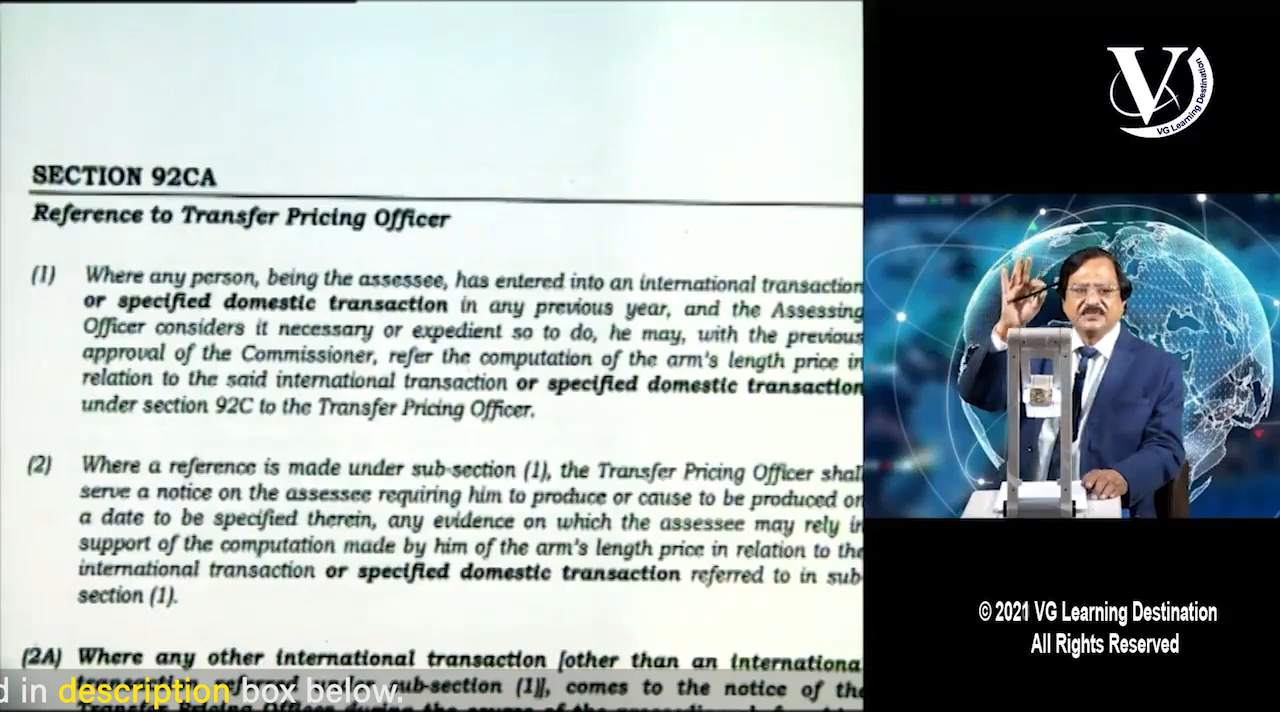 SECTION 92CA
Reference to Transfer Pricing Officer
(1) Where any person, being the assessee, has entered into an international transaction
or specified domestic transaction in any previous year, and the Assessing
Officer considers it necessary or expedient so to do, he may, with the previous
approval of the Commissioner, refer the computation of the arm's length price in
relation to the said international transaction or specified domestic transaction
under section 92C to the Transfer Pricing Officer.
(2) Where a reference is made under sub-section (1), the Transfer Pricing Officer shall
serve a notice on the assessee requiring him to produce or cause to be produced on
a date to be specified therein, any evidence on which the assessee may rely in
support of the computation made by him of the arm's length price in relation to the
international transaction or specified domestic transaction referred to in sub-
section (1).
(2A) Where any other international transaction [other than an internationa
sub-section (1)], comes to the notice of the
d in description box below.
V
VG Learning Destination
© 2021 VG Learning Destination
All Rights Reserved